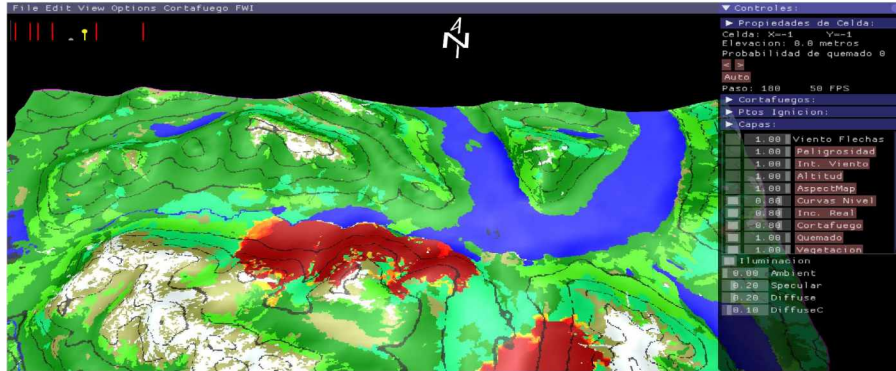 File Edit View Options Cortafuego FWI
N
▼ Controles:
▶ Propiedades de Celda:
Celda: X=-1 Y=-1
Elevacion: 0.0 metros
Probabilidad de quemado 0
< >
Auto
Paso: 180 50 FPS
▶ Cortafuegos:
▶ Ptos Ignicion:
▶ Capas:
1.00 Viento Flechas
1.00 Peligrosidad
1.00 Int. Viento
1.00 Altitud
1.00 AspectMap
0.80 Curvas Nivel
0.80 Inc. Real
0.80 Cortafuego
1.00 Quemado
1.00 Vegetacion
Iluminacion
0.00 Ambient
0.20 Specular
0.20 Diffuse
0.10 DiffuseC